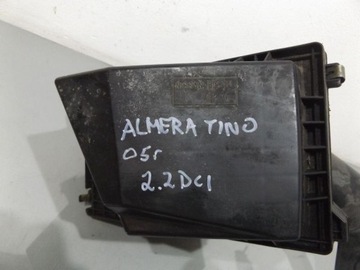 ALMERA TINO
05r
2.2DCI